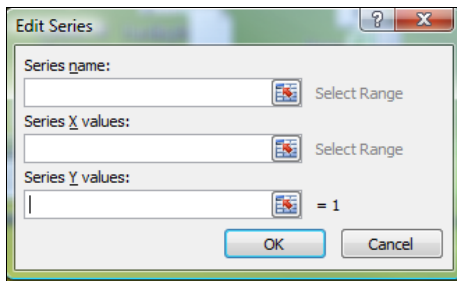 Edit Series
Series name:
Select Range
Series X values:
Select Range
Series Y values:
= 1
OK Cancel